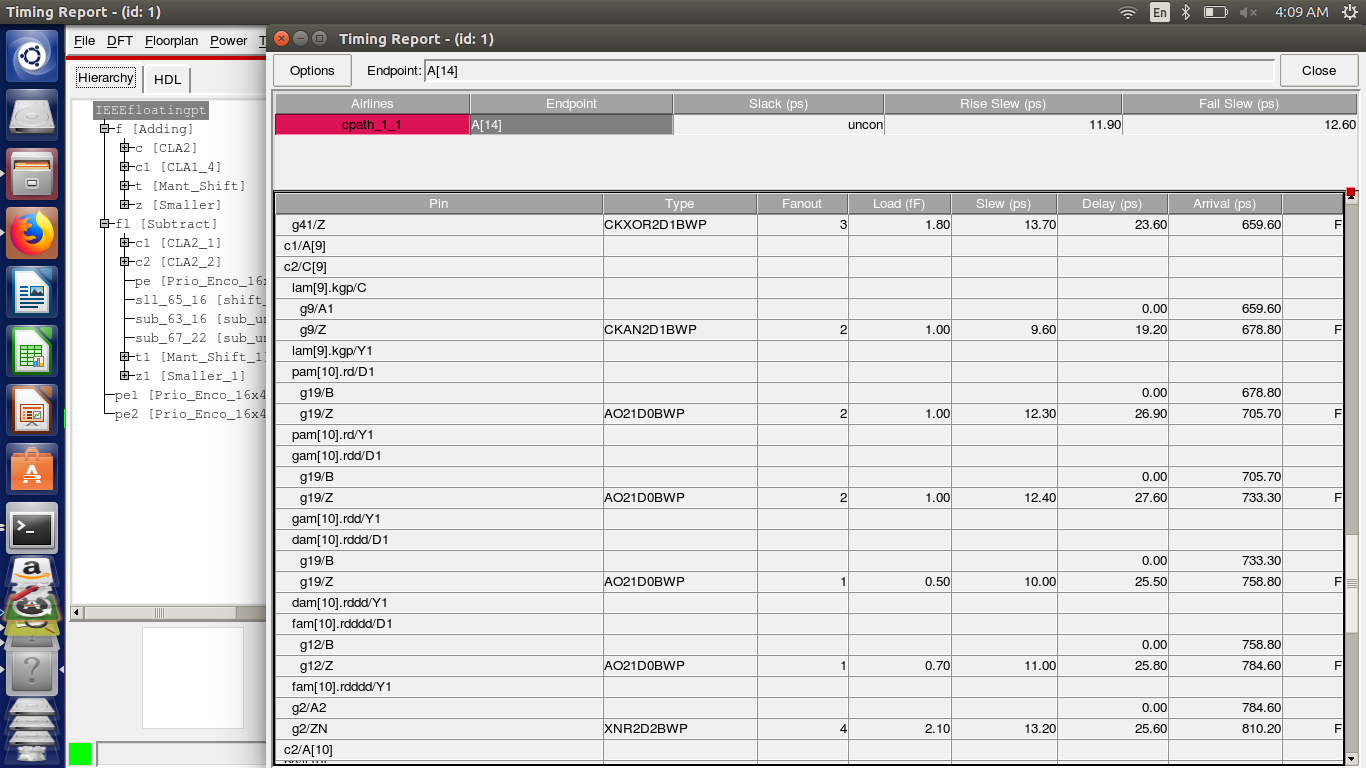 Timing Report - (id: 1)
En
4:09 AM
File DFT Floorplan Power
Timing Report - (id: 1)
Options Endpoint: A[14] Close
Hierarchy HDL
IEEEfloatingpt
f [Adding]
c [CLA2]
c1 [CLA1_4]
t [Mant_Shift]
z [Smaller]
f1 [Subtract]
c1 [CLA2_1]
c2 [CLA2_2]
pe [Prio_Enco_16x
sll_65_16 [shift_
sub_63_16 [sub_un
sub_67_22 [sub_un
t1 [Mant_Shift_1]
z1 [Smaller_1]
pe1 [Prio_Enco_16x4
pe2 [Prio_Enco_16x4
Airlines Endpoint Slack (ps) Rise Slew (ps) Fall Slew (ps)
cpath_1_1 A[14] uncon 11.90 12.60
Pin Type Fanout Load (fF) Slew (ps) Delay (ps) Arrival (ps)
g41/Z CKXOR2D1BWP 3 1.80 13.70 23.60 659.60 F
c1/A[9]
c2/C[9]
lam[9].kgp/C
g9/A1 0.00 659.60
g9/Z CKAN2D1BWP 2 1.00 9.60 19.20 678.80 F
lam[9].kgp/Y1
pam[10].rd/D1
g19/B 0.00 678.80
g19/Z AO21D0BWP 2 1.00 12.30 26.90 705.70 F
pam[10].rd/Y1
gam[10].rdd/D1
g19/B 0.00 705.70
g19/Z AO21D0BWP 2 1.00 12.40 27.60 733.30 F
gam[10].rdd/Y1
dam[10].rddd/D1
g19/B 0.00 733.30
g19/Z AO21D0BWP 1 0.50 10.00 25.50 758.80 F
dam[10].rddd/Y1
fam[10].rdddd/D1
g12/B 0.00 758.80
g12/Z AO21D0BWP 1 0.70 11.00 25.80 784.60 F
fam[10].rdddd/Y1
g2/A2 0.00 784.60
g2/ZN XNR2D2BWP 4 2.10 13.20 25.60 810.20 F
c2/A[10]